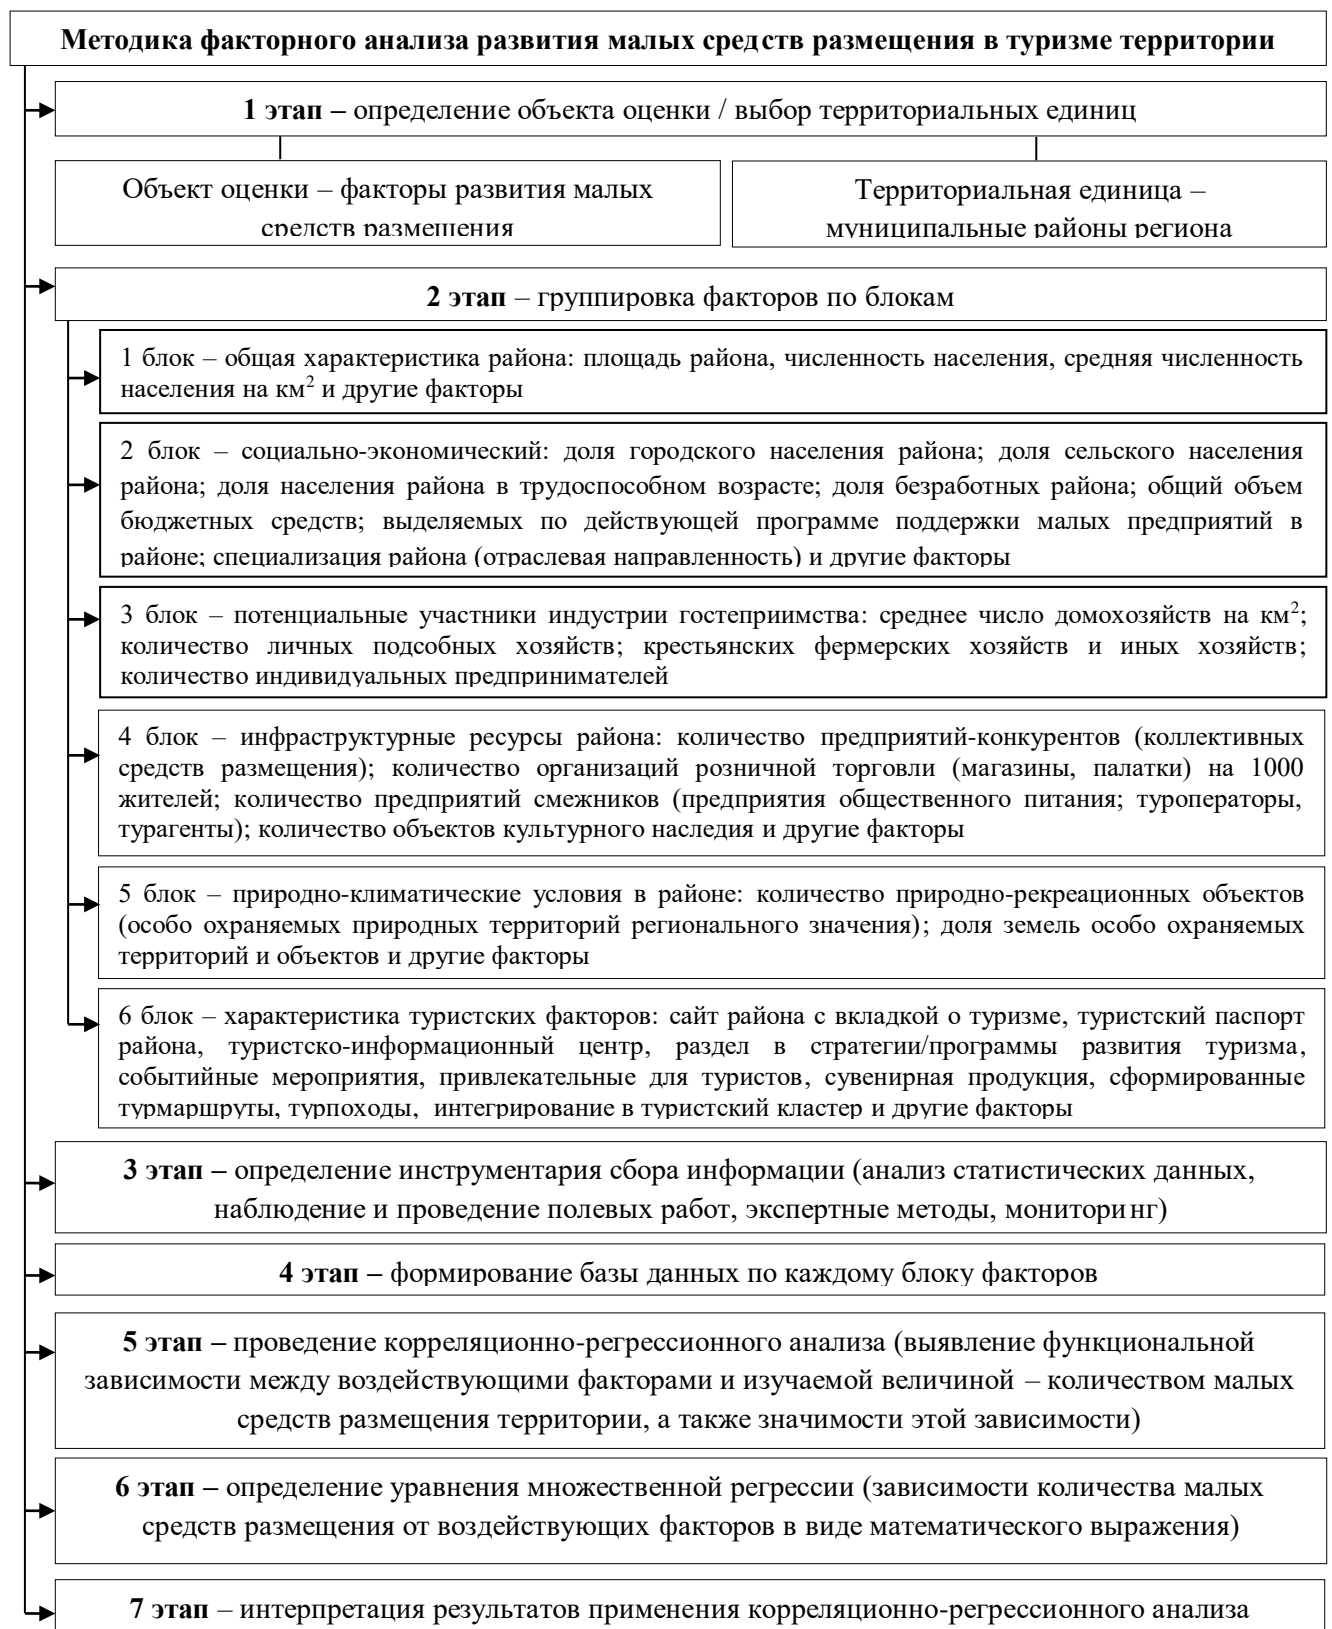 Методика факторного анализа развития малых средств размещения в туризме территории
1 этап – определение объекта оценки / выбор территориальных единиц
Объект оценки – факторы развития малых
средств размещения
Территориальная единица –
муниципальные районы региона
2 этап – группировка факторов по блокам
1 блок – общая характеристика района: площадь района, численность населения, средняя численность
населения на км² и другие факторы
2 блок – социально-экономический: доля городского населения района; доля сельского населения
района; доля населения района в трудоспособном возрасте; доля безработных района; общий объем
бюджетных средств; выделяемых по действующей программе поддержки малых предприятий в
районе; специализация района (отраслевая направленность) и другие факторы
3 блок – потенциальные участники индустрии гостеприимства: среднее число домохозяйств на км²;
количество личных подсобных хозяйств; крестьянских фермерских хозяйств и иных хозяйств;
количество индивидуальных предпринимателей
4 блок – инфраструктурные ресурсы района: количество предприятий-конкурентов (коллективных
средств размещения); количество организаций розничной торговли (магазины, палатки) на 1000
жителей; количество предприятий смежников (предприятия общественного питания; туроператоры,
турагенты); количество объектов культурного наследия и другие факторы
5 блок – природно-климатические условия в районе: количество природно-рекреационных объектов
(особо охраняемых природных территорий регионального значения); доля земель особо охраняемых
территорий и объектов и другие факторы
6 блок – характеристика туристских факторов: сайт района с вкладкой о туризме, туристский паспорт
района, туристско-информационный центр, раздел в стратегии/программы развития туризма,
событийные мероприятия, привлекательные для туристов, сувенирная продукция, сформированные
турмаршруты, турпоходы, интегрирование в туристский кластер и другие факторы
3 этап – определение инструментария сбора информации (анализ статистических данных,
наблюдение и проведение полевых работ, экспертные методы, мониторинг)
4 этап – формирование базы данных по каждому блоку факторов
5 этап – проведение корреляционно-регрессионного анализа (выявление функциональной
зависимости между воздействующими факторами и изучаемой величиной – количеством малых
средств размещения территории, а также значимости этой зависимости)
6 этап – определение уравнения множественной регрессии (зависимости количества малых
средств размещения от воздействующих факторов в виде математического выражения)
7 этап – интерпретация результатов применения корреляционно-регрессионного анализа